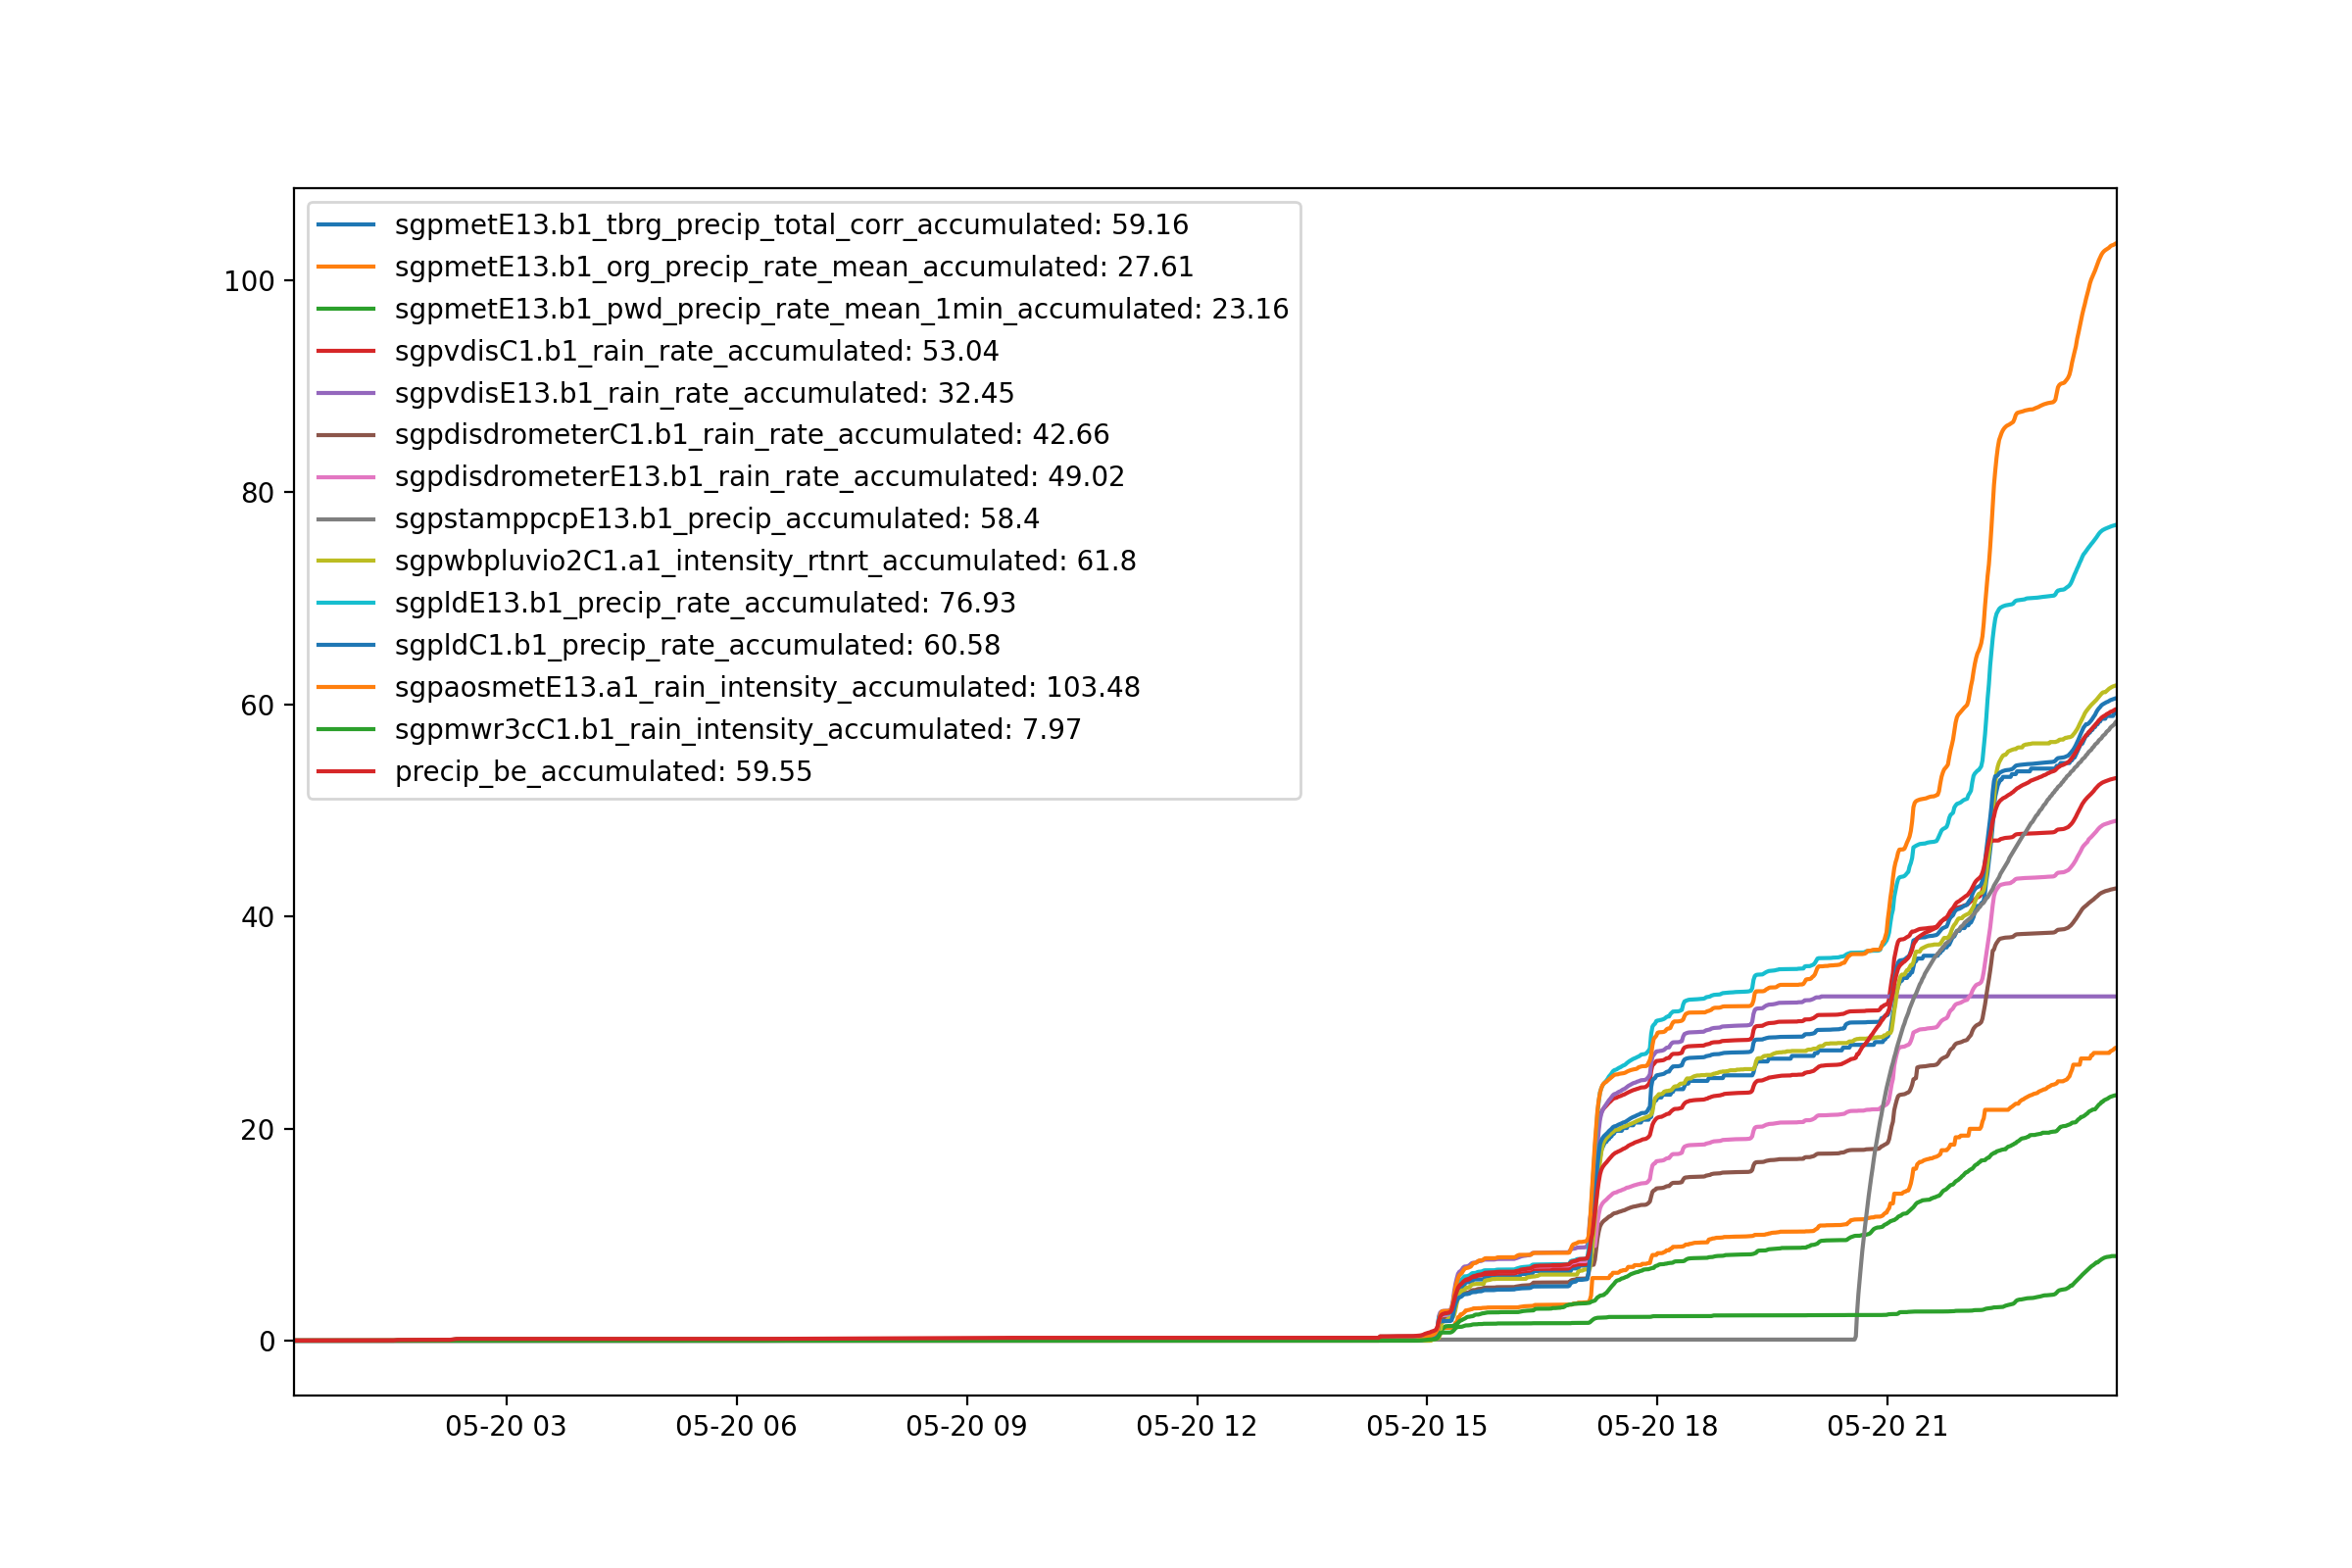 sgpmetE13.b1_tbrg_precip_total_corr_accumulated: 59.16
sgpmetE13.b1_org_precip_rate_mean_accumulated: 27.61
sgpmetE13.b1_pwd_precip_rate_mean_1min_accumulated: 23.16
sgpvdisC1.b1_rain_rate_accumulated: 53.04
sgpvdisE13.b1_rain_rate_accumulated: 32.45
sgpdisdrometerC1.b1_rain_rate_accumulated: 42.66
sgpdisdrometerE13.b1_rain_rate_accumulated: 49.02
sgpstamppcpE13.b1_precip_accumulated: 58.4
sgpwbpluvio2C1.a1_intensity_rtnrt_accumulated: 61.8
sgpldE13.b1_precip_rate_accumulated: 76.93
sgpldC1.b1_precip_rate_accumulated: 60.58
sgpaosmetE13.a1_rain_intensity_accumulated: 103.48
sgpmwr3cC1.b1_rain_intensity_accumulated: 7.97
precip_be_accumulated: 59.55
100
80
60
40
20
0
05-20 03 05-20 06 05-20 09 05-20 12 05-20 15 05-20 18 05-20 21